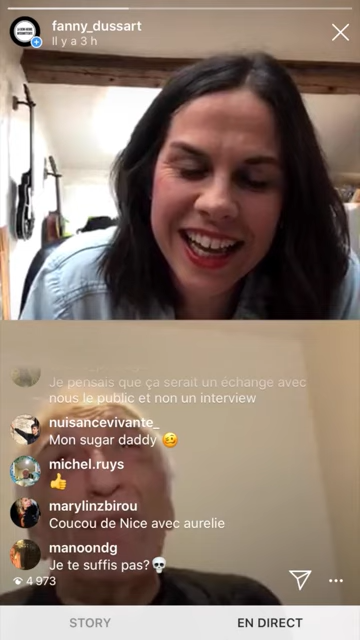 fanny_dussart
Il y a 3 h
Je pensais que ça serait un échange avec
nous le public et non un interview
nuisancevivante_
Mon sugar daddy 🥴
michel.ruys
👍
marylinzbirou
Coucou de Nice avec aurelie
manoondg
Je te suffis pas?💀
4 973
STORY
EN DIRECT